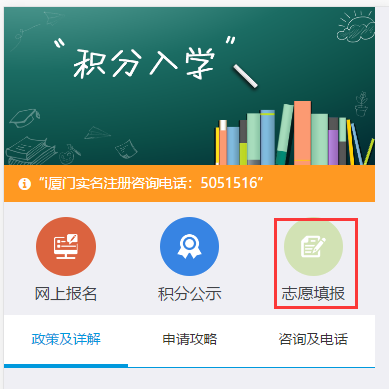 “积分入学”
“i厦门实名注册咨询电话：5051516”
网上报名 积分公示 志愿填报
政策及详解 申请攻略 咨询及电话